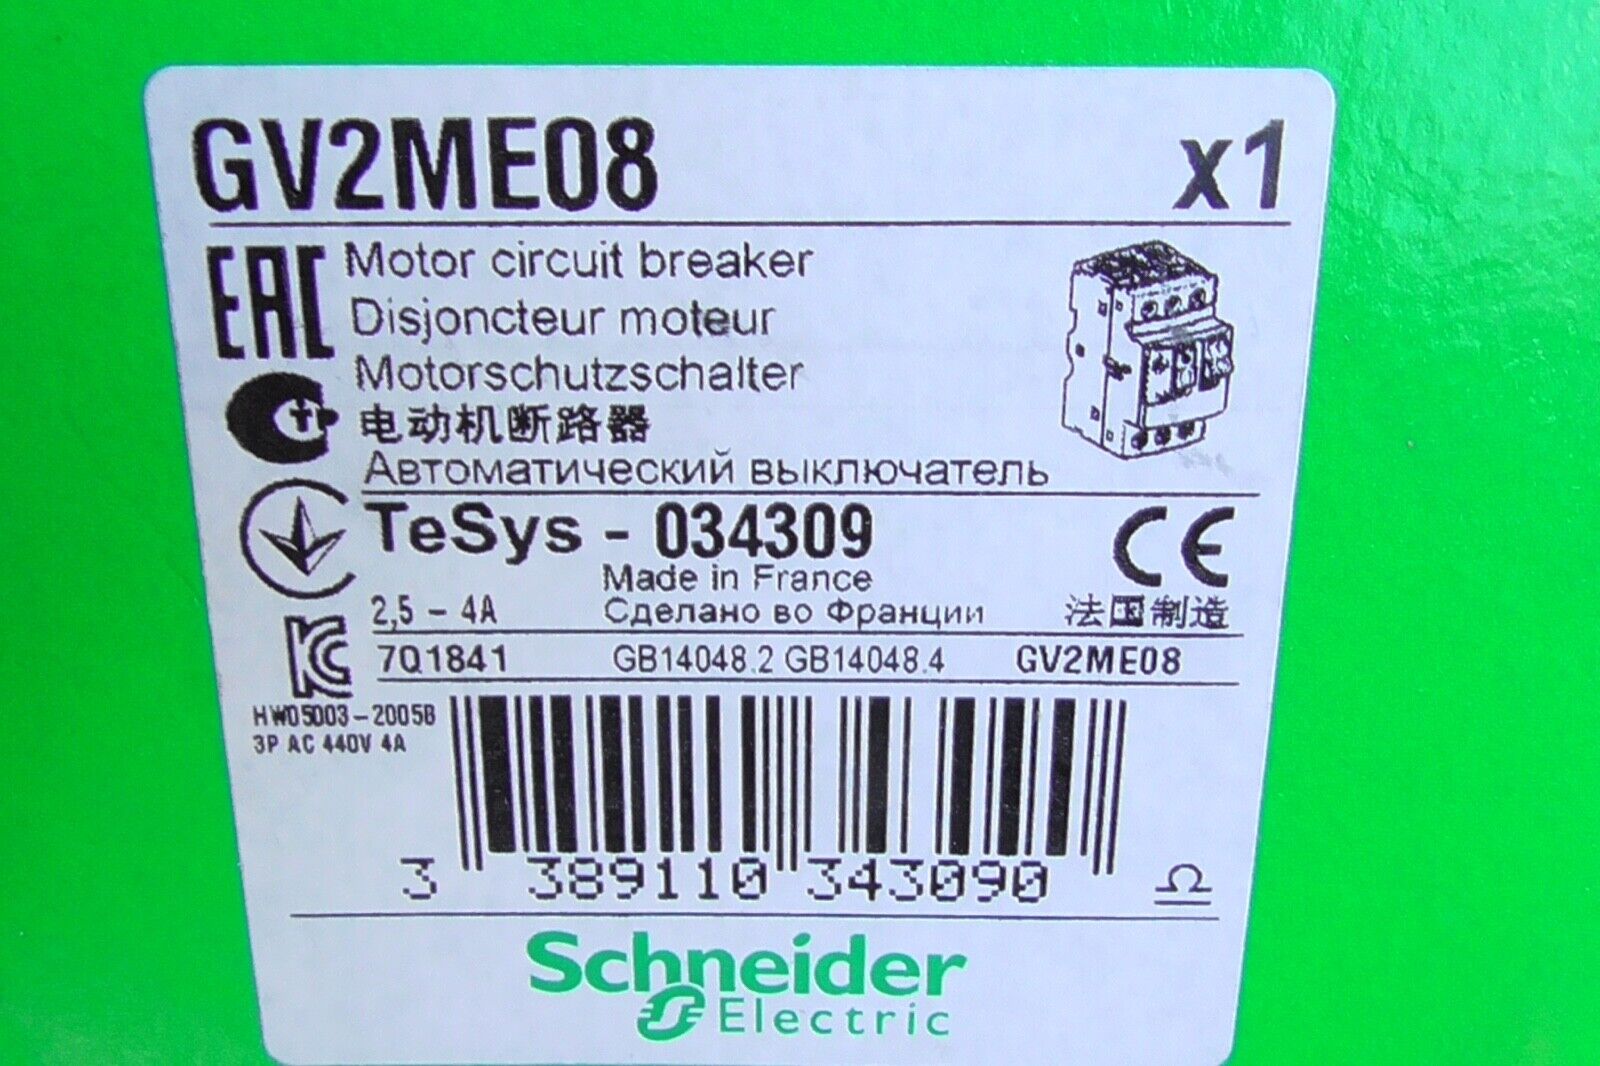 GV2ME08 x1
EAC Motor circuit breaker
Disjoncteur moteur
Motorschutzschalter
电动机断路器
Автоматический выключатель
TeSys - 034309 CE
Made in France
2,5 - 4A Сделано во Франции 法国制造
7Q1841 GB14048.2 GB14048.4 GV2ME08
HW05003-2005B
3P AC 440V 4A
3 389110 343090
Schneider
Electric